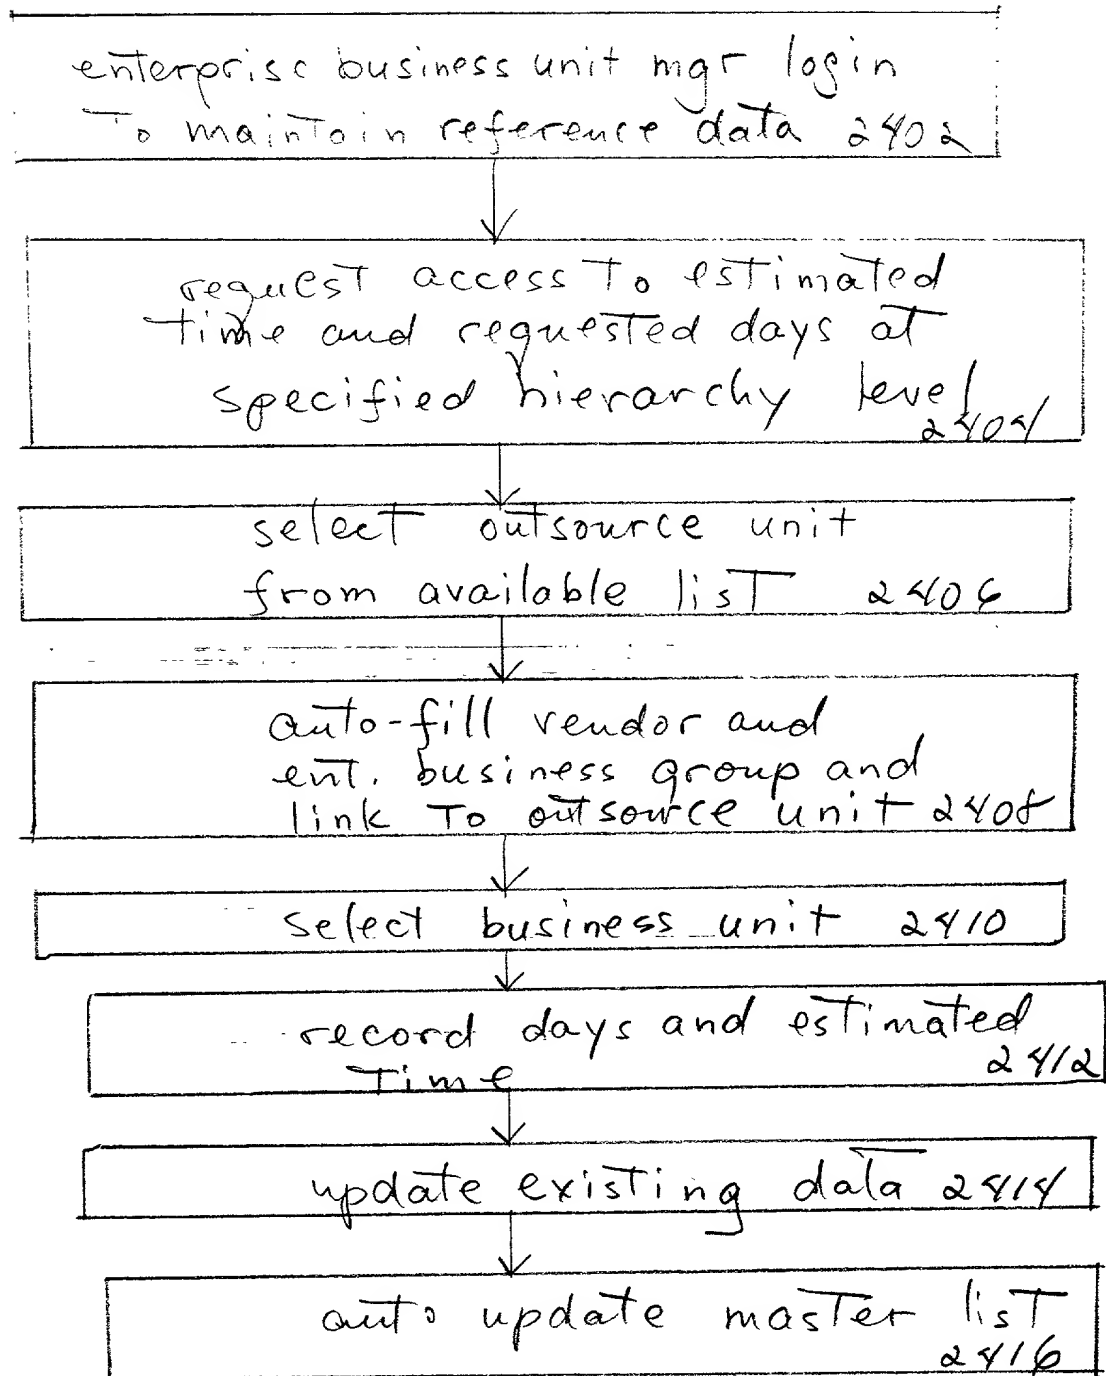 enterprise business unit mgr login
To maintain reference data 2402
request access To estimated
time and requested days at
specified hierarchy level
2404
select outsource unit
from available list 2406
auto-fill vendor and
ent. business group and
link To outsource unit 2408
select business unit 2410
record days and estimated
Time 2412
update existing data 2414
auto update master list
2416